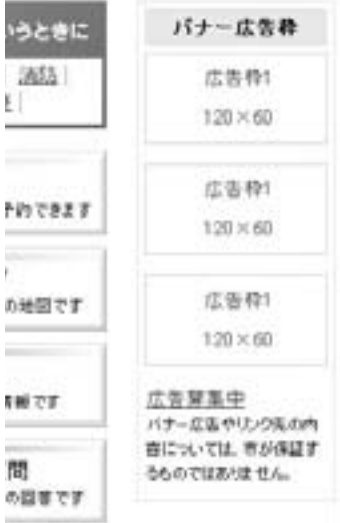 いうときに
消防
予約できます
の地図です
情報です
問
の回答です
バナー広告枠
広告枠1
120×60
広告枠1
120×60
広告枠1
120×60
広告募集中
バナー広告やリンク先の内
容については、市が保証す
るものではありません。